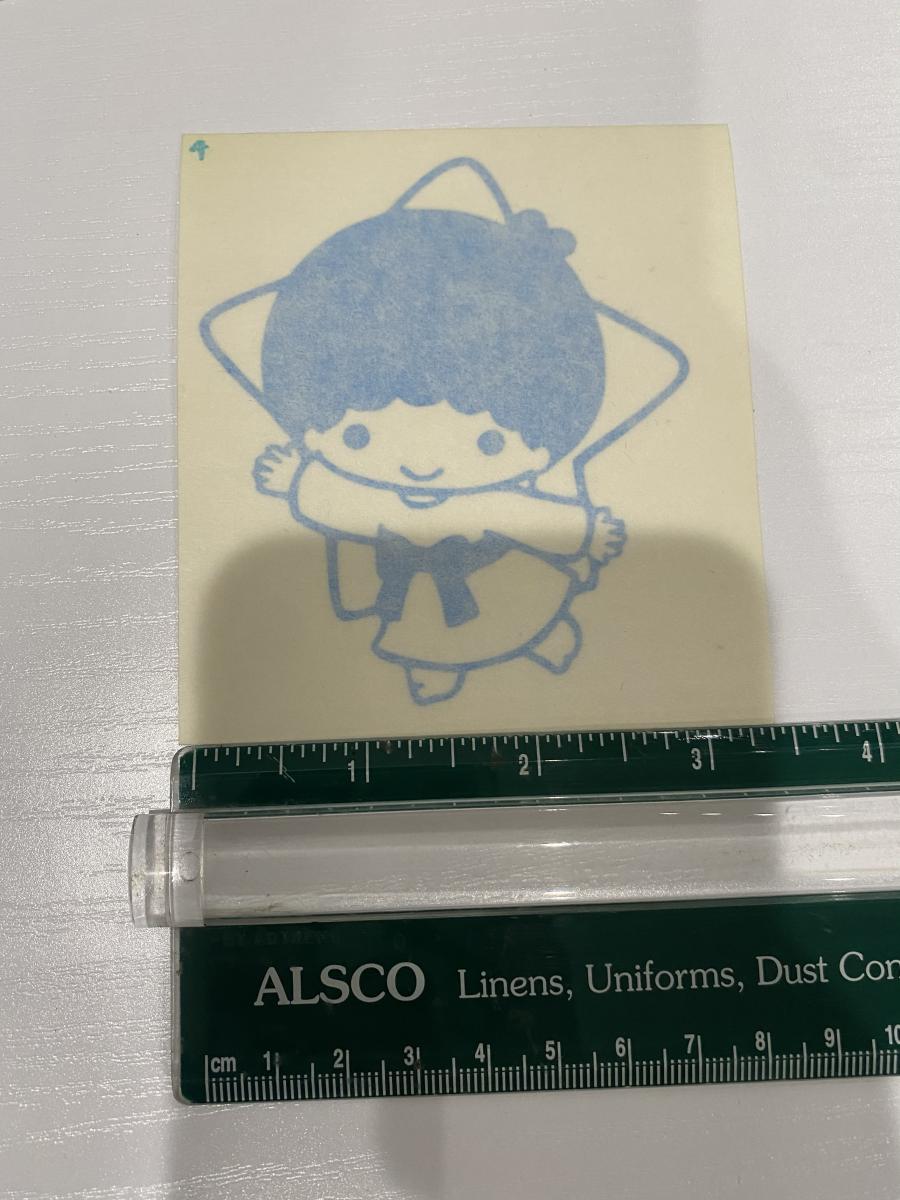 4
1 2 3 4
ALSCO Linens, Uniforms, Dust Con
cm 1 2 3 4 5 6 7 8 9 10